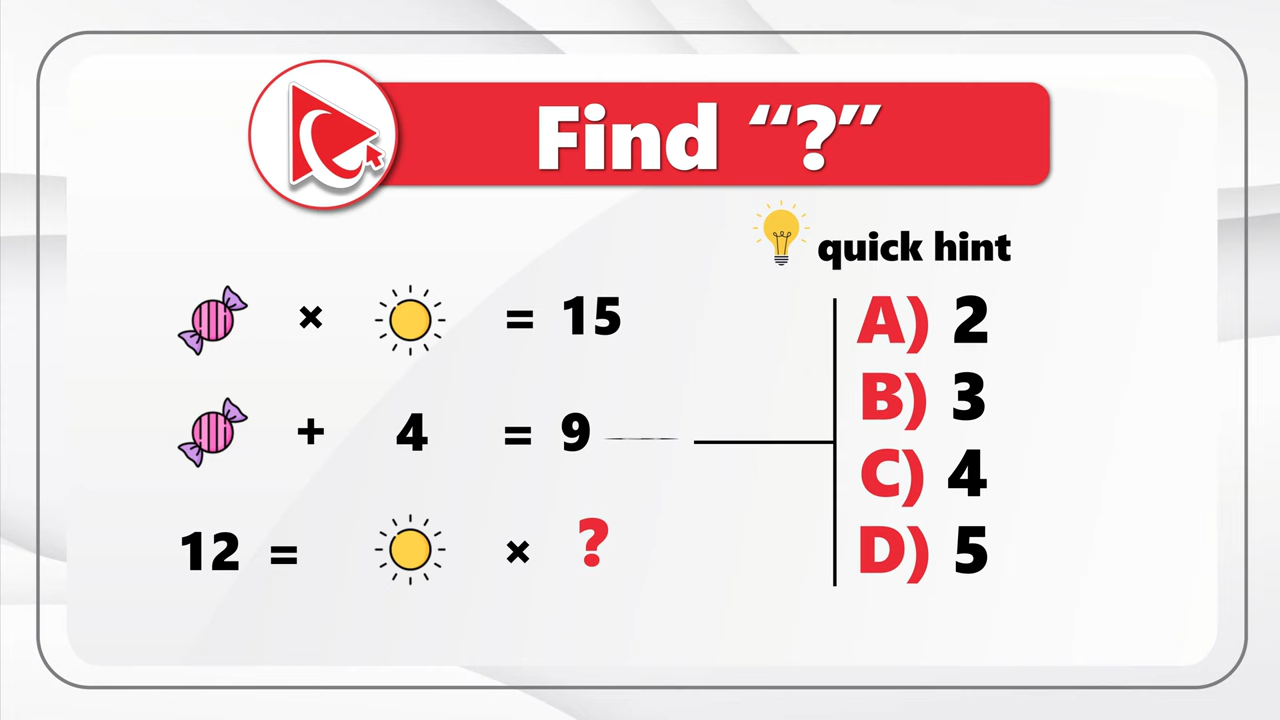 Find “?”
quick hint
× = 15
+ 4 = 9
12 = × ?
A) 2
B) 3
C) 4
D) 5